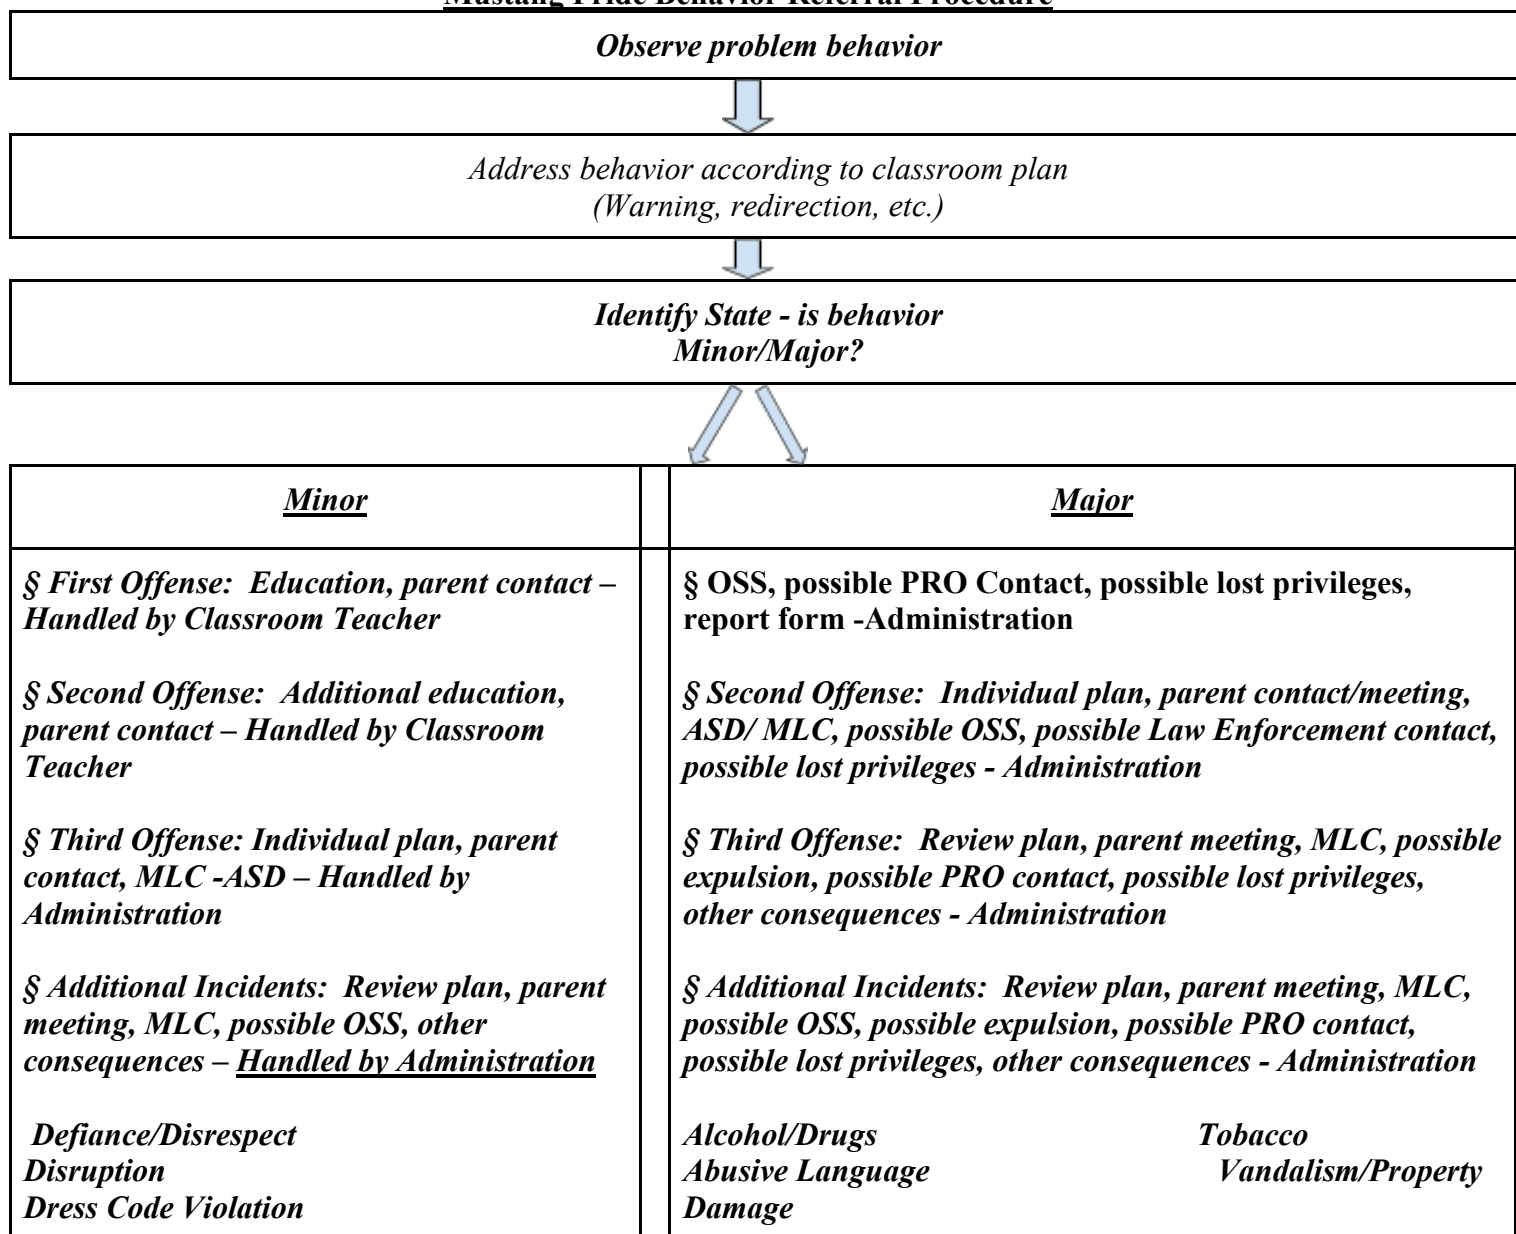 Mustang Pride Behavior Referral Procedure
Observe problem behavior
Address behavior according to classroom plan
(Warning, redirection, etc.)
Identify State - is behavior
Minor/Major?
Minor
§ First Offense: Education, parent contact –
Handled by Classroom Teacher
§ Second Offense: Additional education,
parent contact – Handled by Classroom
Teacher
§ Third Offense: Individual plan, parent
contact, MLC -ASD – Handled by
Administration
§ Additional Incidents: Review plan, parent
meeting, MLC, possible OSS, other
consequences – Handled by Administration
Defiance/Disrespect
Disruption
Dress Code Violation
Major
§ OSS, possible PRO Contact, possible lost privileges,
report form -Administration
§ Second Offense: Individual plan, parent contact/meeting,
ASD/ MLC, possible OSS, possible Law Enforcement contact,
possible lost privileges - Administration
§ Third Offense: Review plan, parent meeting, MLC, possible
expulsion, possible PRO contact, possible lost privileges,
other consequences - Administration
§ Additional Incidents: Review plan, parent meeting, MLC,
possible OSS, possible expulsion, possible PRO contact,
possible lost privileges, other consequences - Administration
Alcohol/Drugs Tobacco
Abusive Language Vandalism/Property
Damage